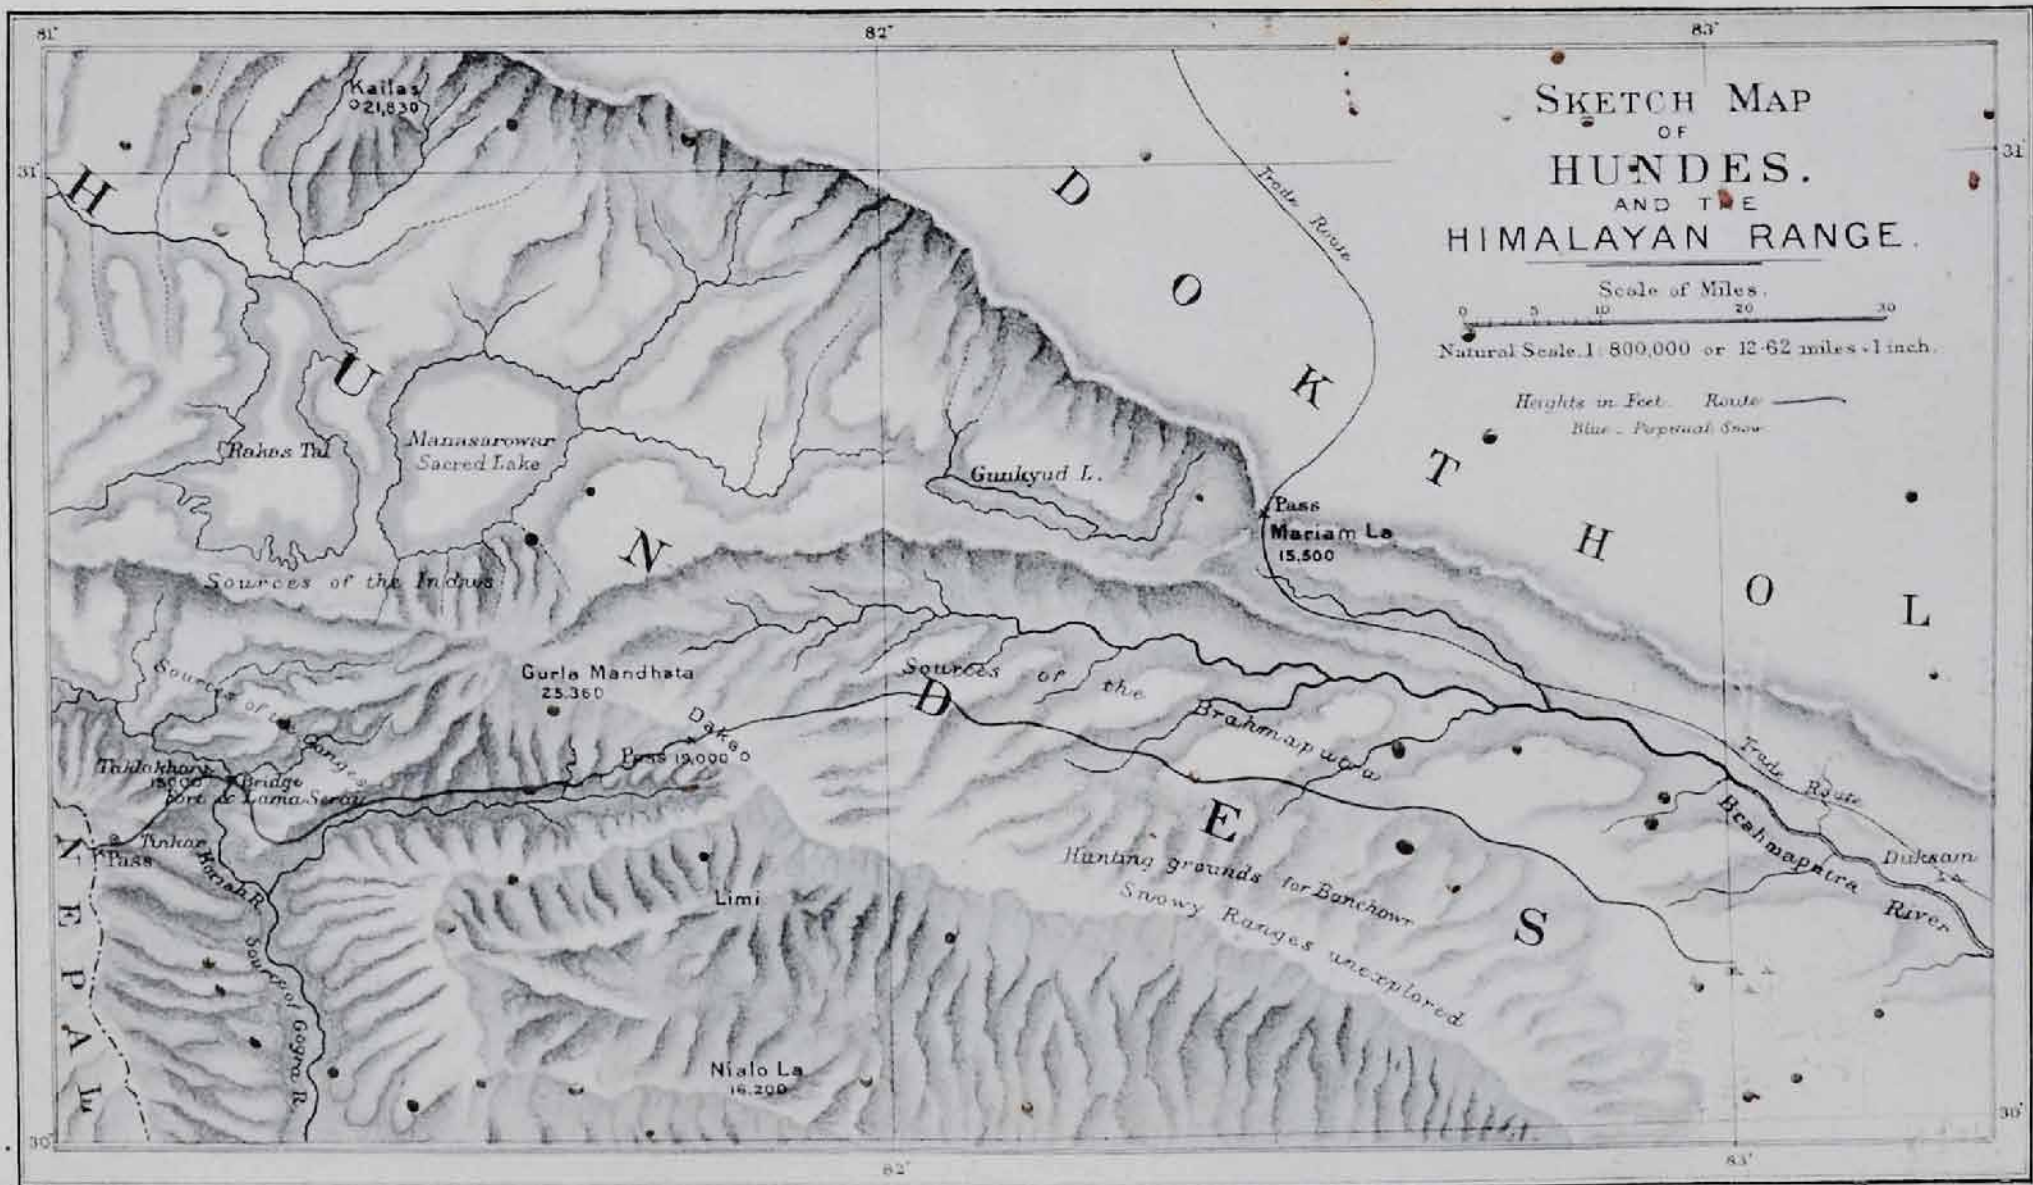 81°
82°
83°
SKETCH MAP
OF
HUNDES.
AND THE
HIMALAYAN RANGE.
Scale of Miles.
0 5 10 20 30
Natural Scale. 1 : 800,000 or 12·62 miles = 1 inch.
Heights in Feet. Route
Blue - Perpetual Snow
31°
31°
Kailas
21,830
HUNDES
DOKTHOL
Trade Route
Rakas Tal
Manasarowar
Sacred Lake
Gunkyud L.
Pass
Mariam La
15.500
Sources of the Indus
Gurla Mandhata
25.360
Sources of the Ganges
Sources of the Brahmaputra
Dakeo
Pass 19,000
Taklakhar
Bridge
Fort & Lama Serai
Tinkar
Pass
NEPAL
Source of Gogra R.
Limi
Nialo La
16.200
Hunting grounds for Banchowr
Snowy Ranges unexplored
Trade Route
Brahmaputra River
Duksam
30°
30°
82°
83°